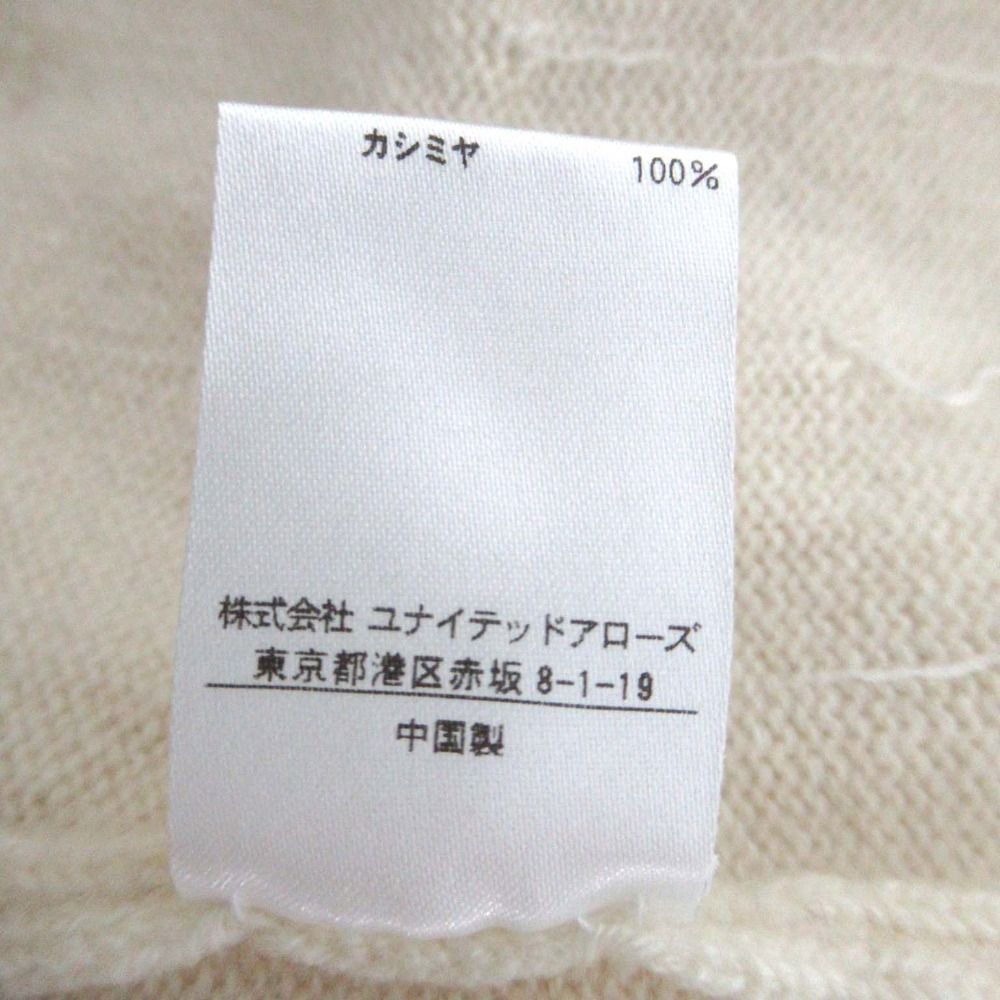 カシミヤ 100%
株式会社 ユナイテッドアローズ
東京都港区赤坂 8-1-19
中国製